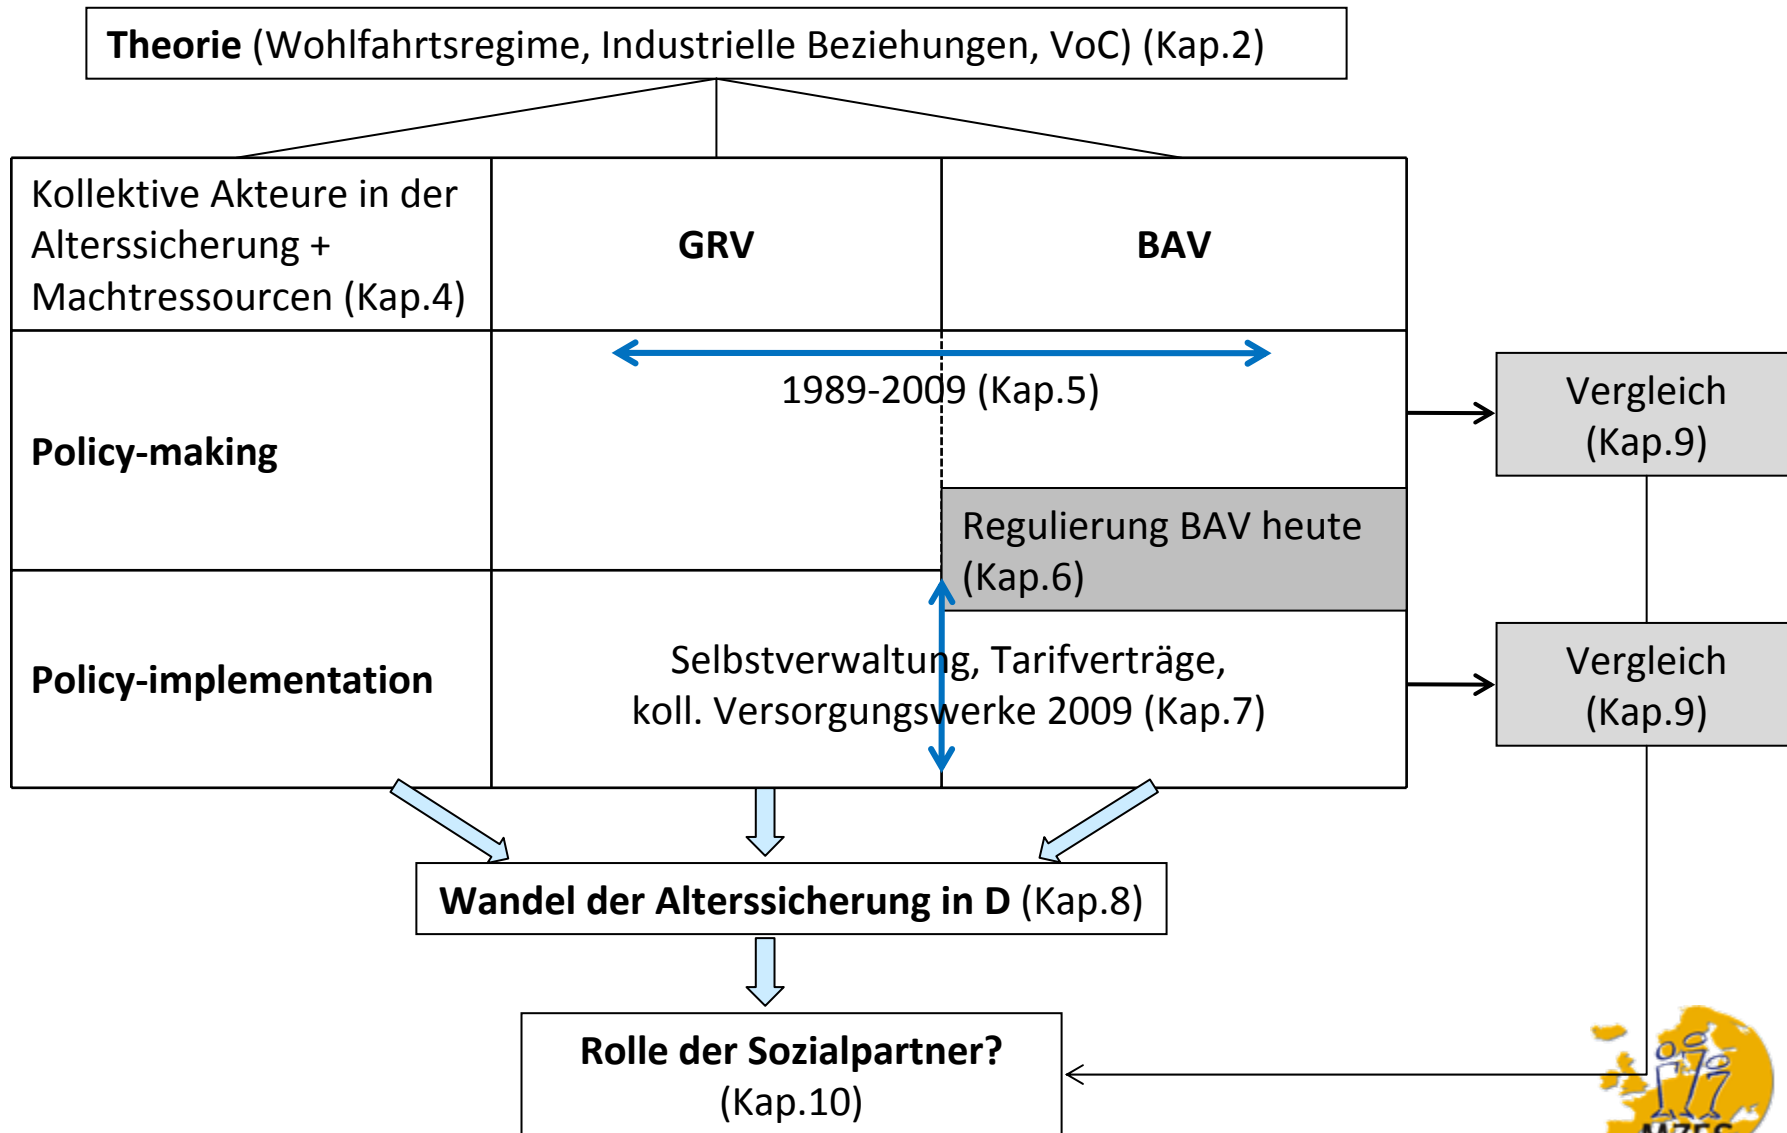 Theorie (Wohlfahrtsregime, Industrielle Beziehungen, VoC) (Kap.2)
Kollektive Akteure in der
Alterssicherung +
Machtressourcen (Kap.4)
GRV
BAV
Policy-making
1989-2009 (Kap.5)
Regulierung BAV heute
(Kap.6)
Vergleich
(Kap.9)
Policy-implementation
Selbstverwaltung, Tarifverträge,
koll. Versorgungswerke 2009 (Kap.7)
Vergleich
(Kap.9)
Wandel der Alterssicherung in D (Kap.8)
Rolle der Sozialpartner?
(Kap.10)
MZES